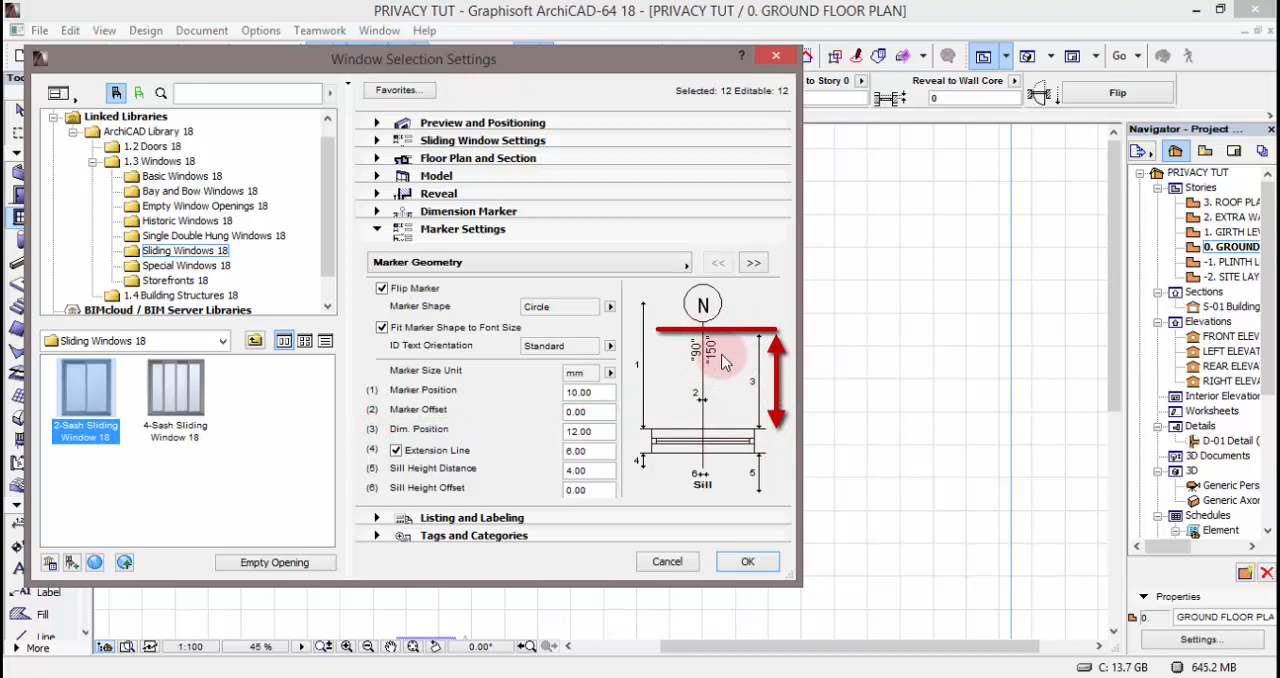 PRIVACY TUT - Graphisoft ArchiCAD-64 18 - [PRIVACY TUT / 0. GROUND FLOOR PLAN]
File Edit View Design Document Options Teamwork Window Help
Window Selection Settings
?
Go
to Story 0
Reveal to Wall Core
0
Flip
Favorites...
Selected: 12 Editable: 12
Linked Libraries
ArchiCAD Library 18
1.2 Doors 18
1.3 Windows 18
Basic Windows 18
Bay and Bow Windows 18
Empty Window Openings 18
Historic Windows 18
Single Double Hung Windows 18
Sliding Windows 18
Special Windows 18
Storefronts 18
1.4 Building Structures 18
BIMcloud / BIM Server Libraries
Sliding Windows 18
2-Sash Sliding
Window 18
4-Sash Sliding
Window 18
Empty Opening
Preview and Positioning
Sliding Window Settings
Floor Plan and Section
Model
Reveal
Dimension Marker
Marker Settings
Marker Geometry
<<
>>
Flip Marker
Marker Shape Circle
Fit Marker Shape to Font Size
ID Text Orientation Standard
Marker Size Unit mm
(1) Marker Position 10.00
(2) Marker Offset 0.00
(3) Dim. Position 12.00
(4) Extension Line 6.00
(5) Sill Height Distance 4.00
(6) Sill Height Offset 0.00
N
"90"
"150"
1
2
3
4
5
6
Sill
Listing and Labeling
Tags and Categories
Cancel
OK
Navigator - Project ...
PRIVACY TUT
Stories
3. ROOF PLA
2. EXTRA WA
1. GIRTH LEV
0. GROUND
-1. PLINTH L
-2. SITE LAY
Sections
S-01 Building
Elevations
FRONT ELEV
LEFT ELEVAT
REAR ELEVA
RIGHT ELEVA
Interior Elevation
Worksheets
Details
D-01 Detail (
3D Documents
3D
Generic Pers
Generic Axor
Schedules
Element
Properties
0.
GROUND FLOOR PLA
Settings...
Label
Fill
Line
More
1:100
45 %
0.00°
C: 13.7 GB
645.2 MB